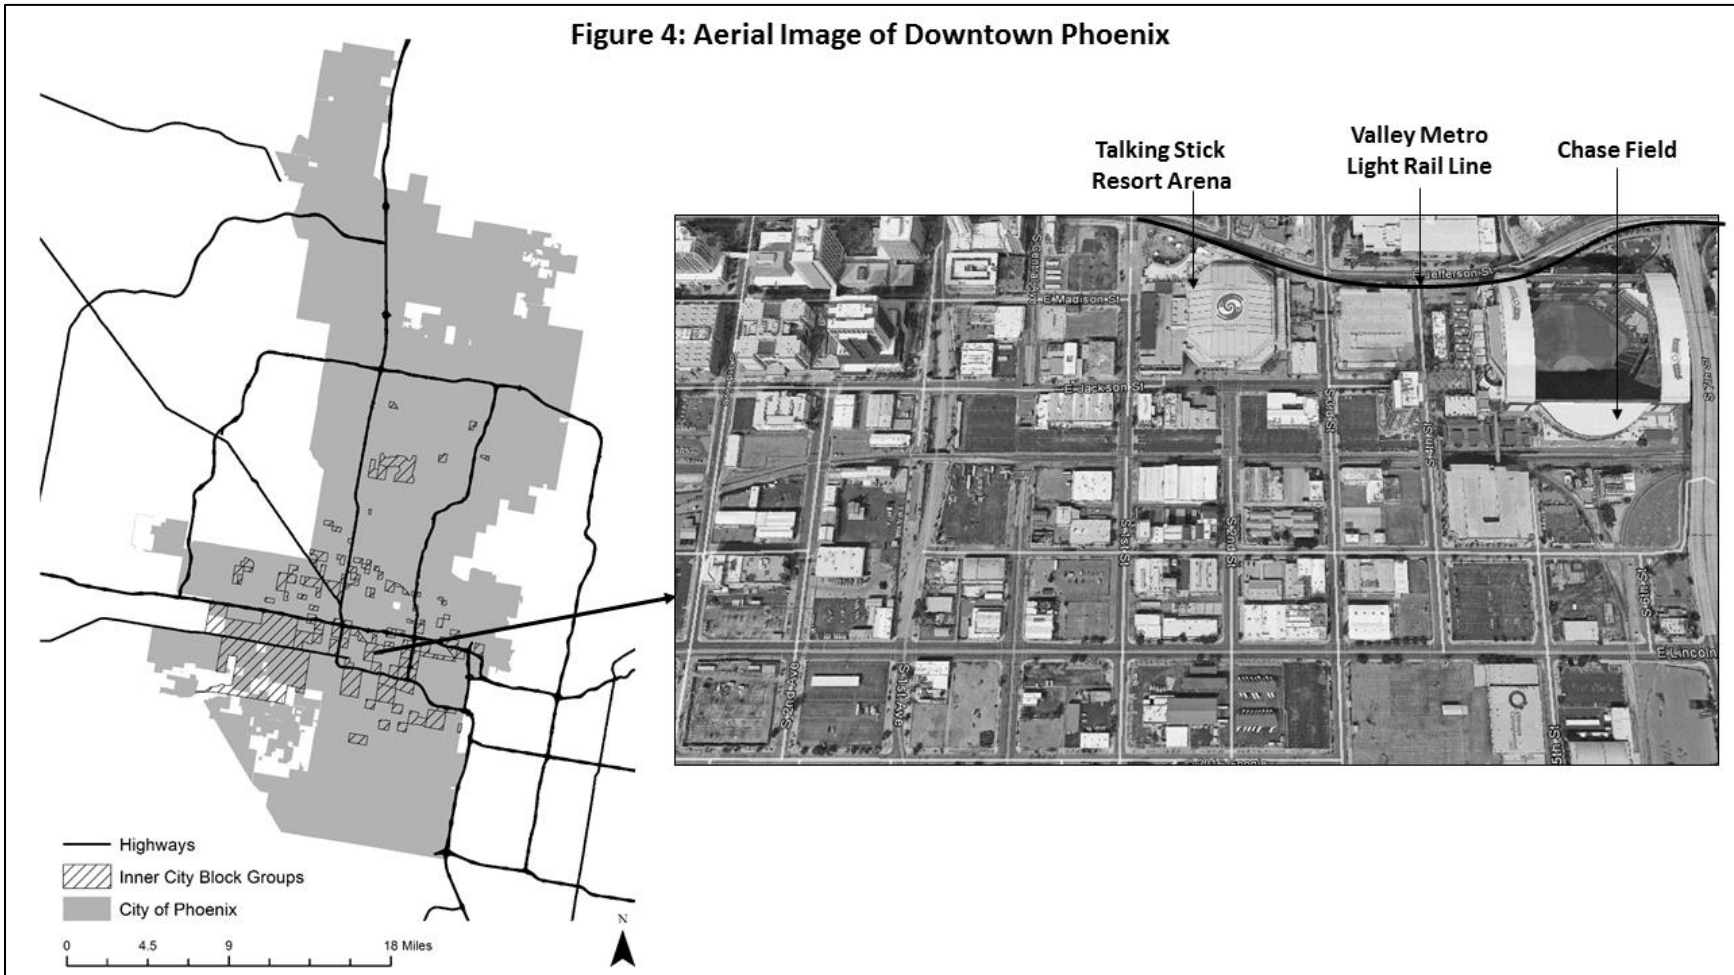 Figure 4: Aerial Image of Downtown Phoenix
Talking Stick
Resort Arena
Valley Metro
Light Rail Line
Chase Field
E Jefferson St
E Madison St
E Jackson St
S 7th St
S 3rd St
S 4th St
S 1st St
S 2nd St
S 6th St
E Lincoln
S 2nd Ave
S 1st Ave
5th St
Highways
Inner City Block Groups
City of Phoenix
N
0
4.5
9
18 Miles